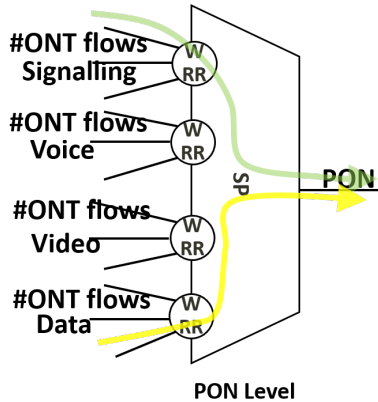 #ONT flows
Signalling
W
RR
#ONT flows
Voice
W
RR
SP
PON
#ONT flows
Video
W
RR
#ONT flows
Data
W
RR
PON Level